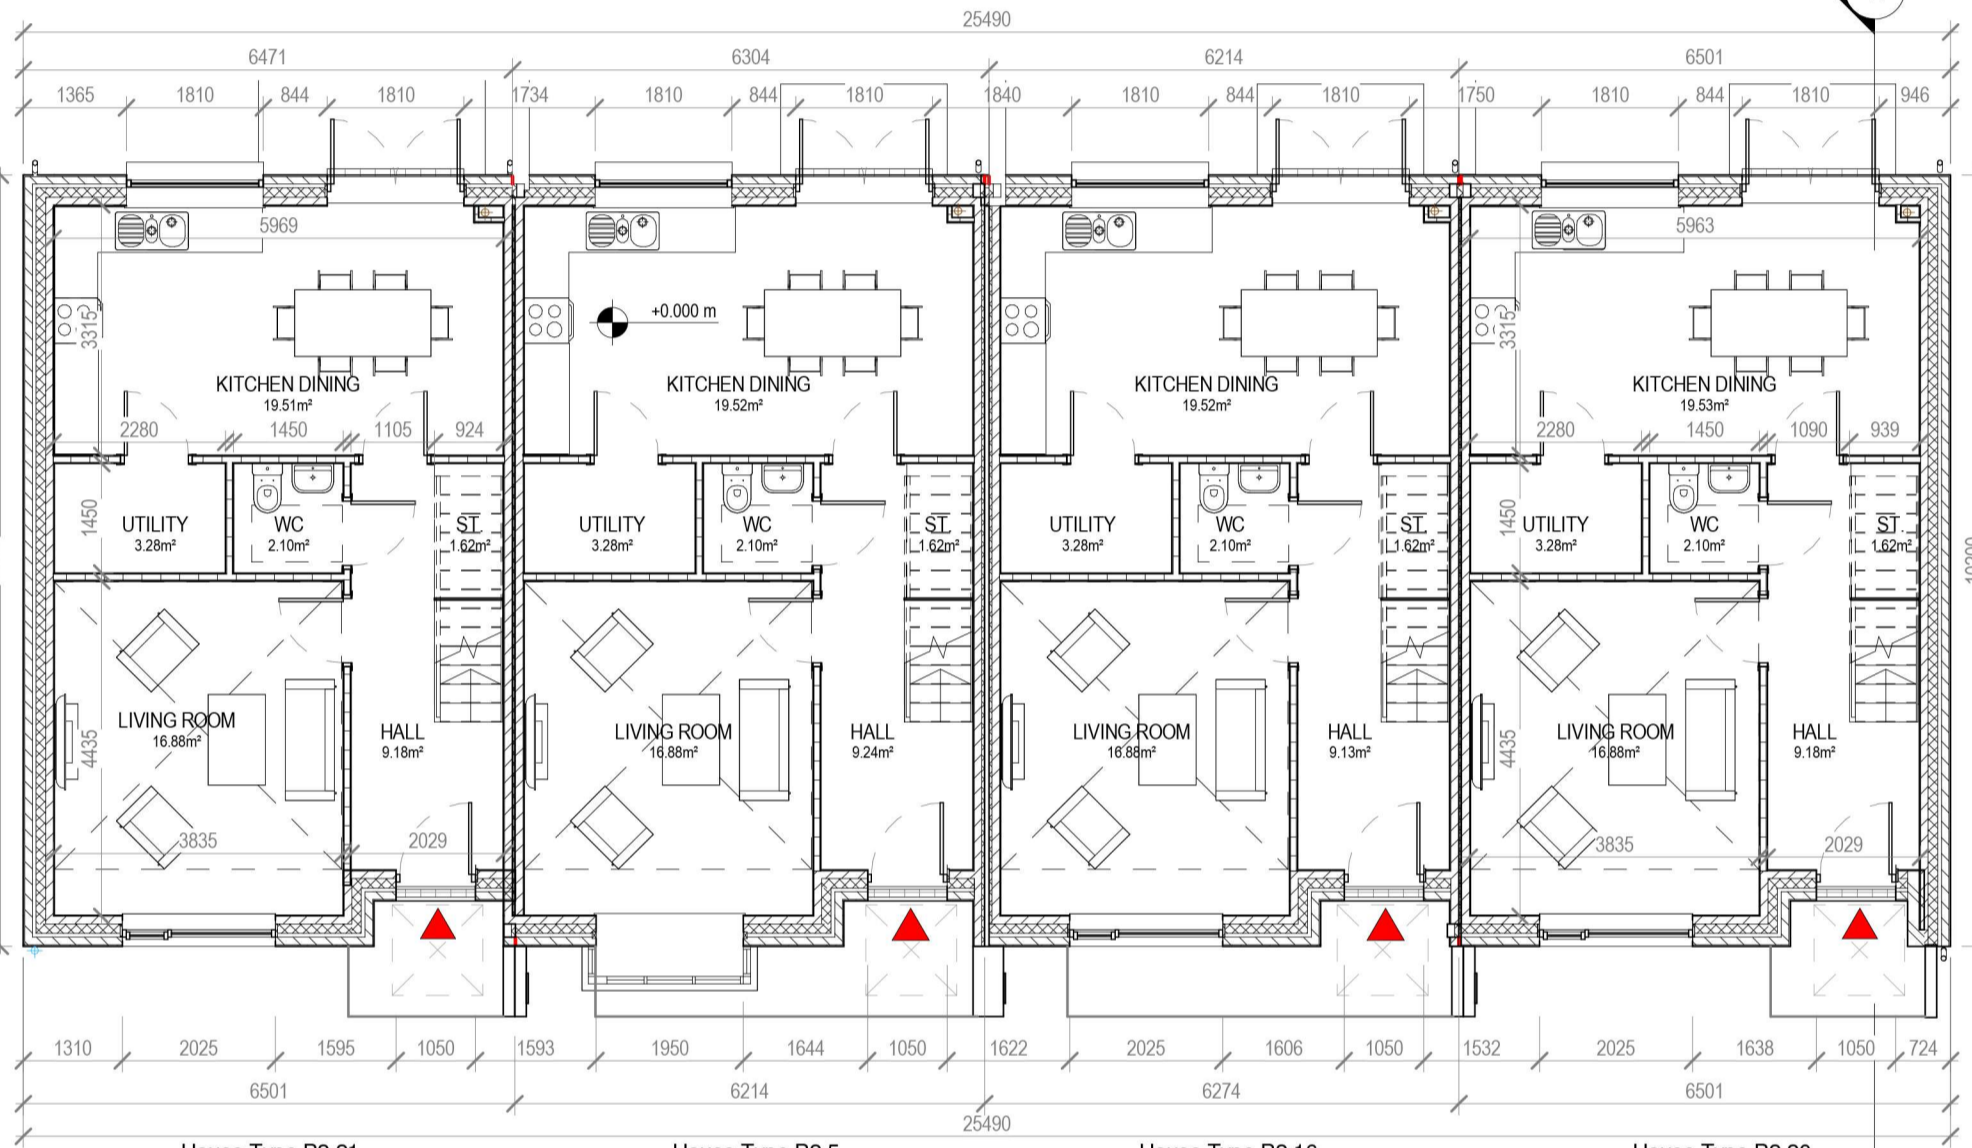 25490
6471 6304 6214 6501
1365 1810 844 1810 1734 1810 844 1810 1840 1810 844 1810 1750 1810 844 1810 946
5969 5963
+0.000 m
3315 3315
KITCHEN DINING KITCHEN DINING KITCHEN DINING KITCHEN DINING
19.51m² 19.52m² 19.52m² 19.53m²
2280 1450 1105 924 2280 1450 1090 939
1450 1450
UTILITY WC ST. UTILITY WC ST. UTILITY WC ST. UTILITY WC ST.
3.28m² 2.10m² 1.62m² 3.28m² 2.10m² 1.62m² 3.28m² 2.10m² 1.62m² 3.28m² 2.10m² 1.62m²
10200
LIVING ROOM HALL LIVING ROOM HALL LIVING ROOM HALL LIVING ROOM HALL
16.88m² 9.18m² 16.88m² 9.24m² 16.88m² 9.13m² 16.88m² 9.18m²
4435 4435
3835 2029 3835 2029
1310 2025 1595 1050 1593 1950 1644 1050 1622 2025 1606 1050 1532 2025 1638 1050 724
6501 6214 6274 6501
25490